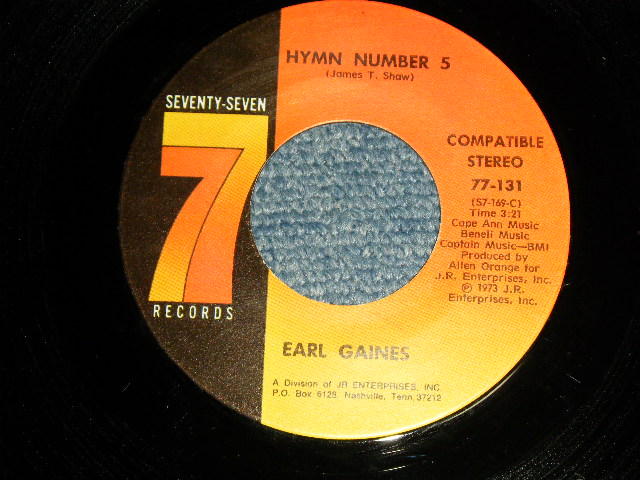 HYMN NUMBER 5
(James T. Shaw)
SEVENTY-SEVEN
7
RECORDS
COMPATIBLE
STEREO
77-131
(S7-169-C)
Time 3:21
Cape Ann Music
Beneli Music
Captain Music—BMI
Produced by
Allen Orange for
J.R. Enterprises, Inc.
℗ 1973 J.R.
Enterprises, Inc.
EARL GAINES
A Division of JR ENTERPRISES, INC.
P.O. Box 6128, Nashville, Tenn. 37212